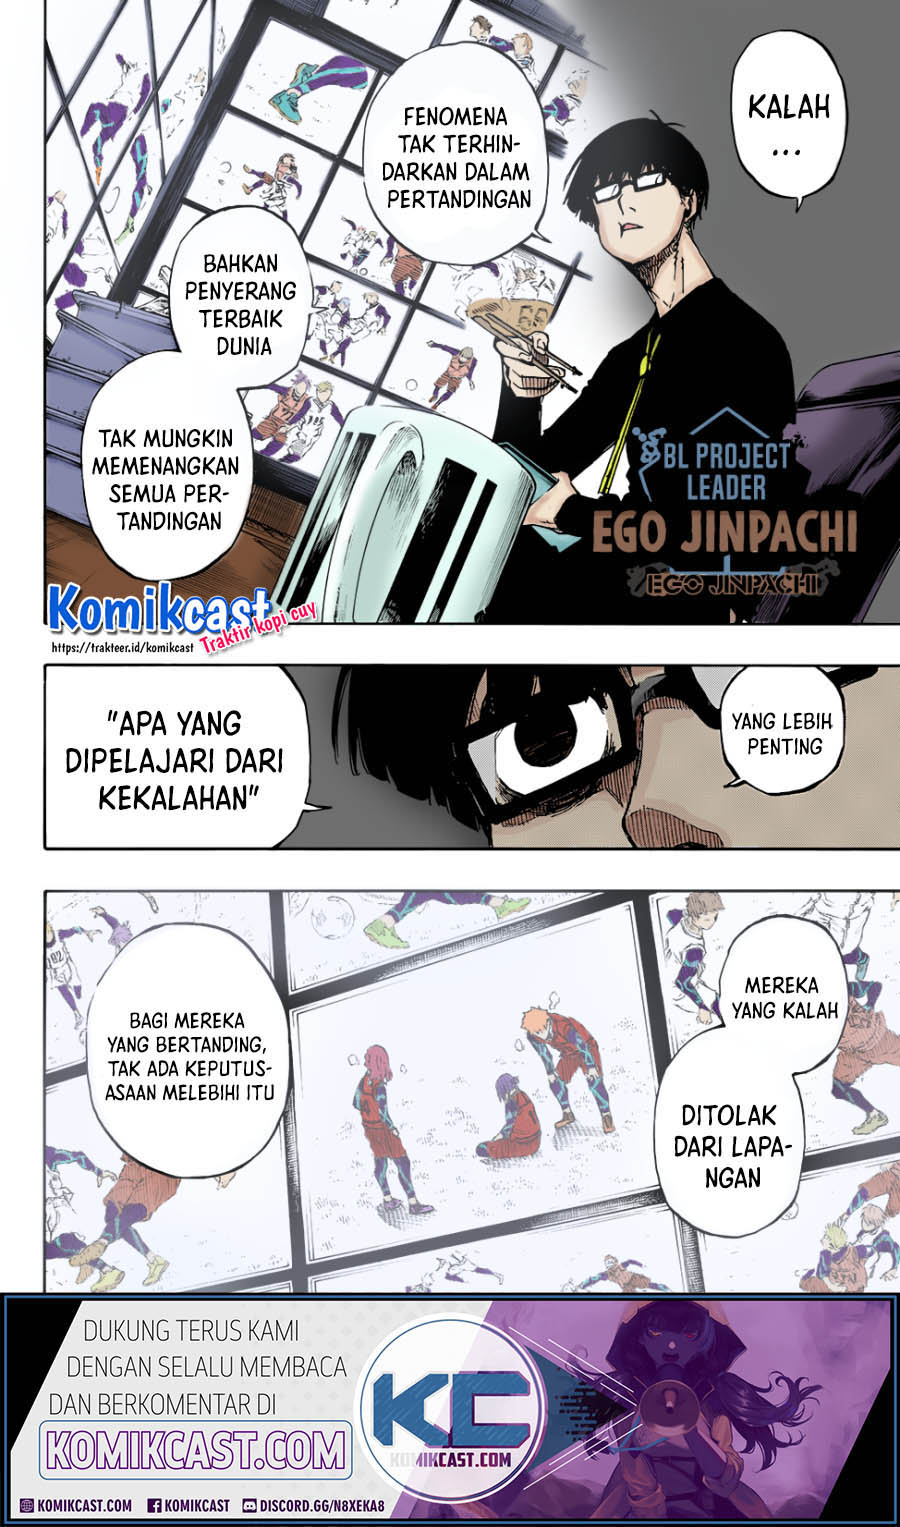 KALAH
...
FENOMENA
TAK TERHIN-
DARKAN DALAM
PERTANDINGAN
BAHKAN
PENYERANG
TERBAIK
DUNIA
TAK MUNGKIN
MEMENANGKAN
SEMUA PER-
TANDINGAN
BL PROJECT
LEADER
EGO JINPACHI
EGO JINPACHI
Komikcast
Traktir kopi cuy
https://trakteer.id/komikcast
YANG LEBIH
PENTING
"APA YANG
DIPELAJARI DARI
KEKALAHAN"
MEREKA
YANG KALAH
DITOLAK
DARI LAPA-
NGAN
BAGI MEREKA
YANG BERTANDING,
TAK ADA KEPUTUS-
ASAAN MELEBIHI ITU
DUKUNG TERUS KAMI
DENGAN SELALU MEMBACA
DAN BERKOMENTAR DI
KOMIKCAST.COM
KC
KOMIKCAST.COM
KOMIKCAST.COM
KOMIKCAST
DISCORD.GG/N8XEKA8